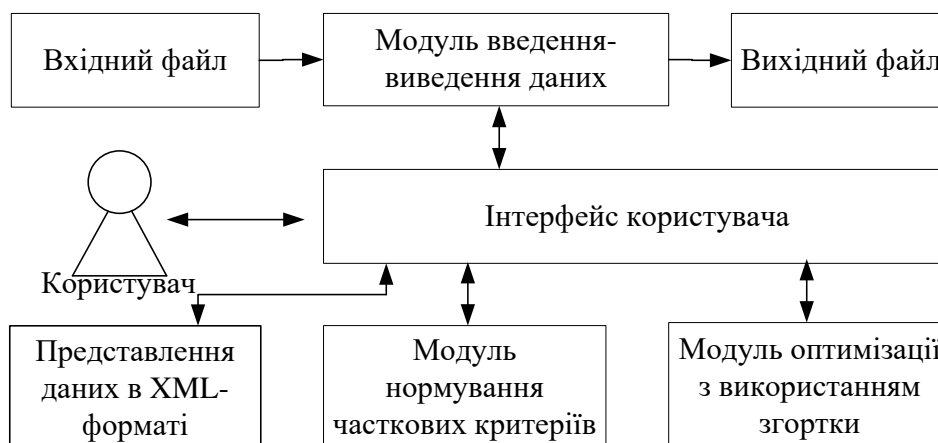 Вхідний файл
Модуль введення-
виведення даних
Вихідний файл
Інтерфейс користувача
Користувач
Представлення
даних в XML-
форматі
Модуль
нормування
часткових критеріїв
Модуль оптимізації
з використанням
згортки